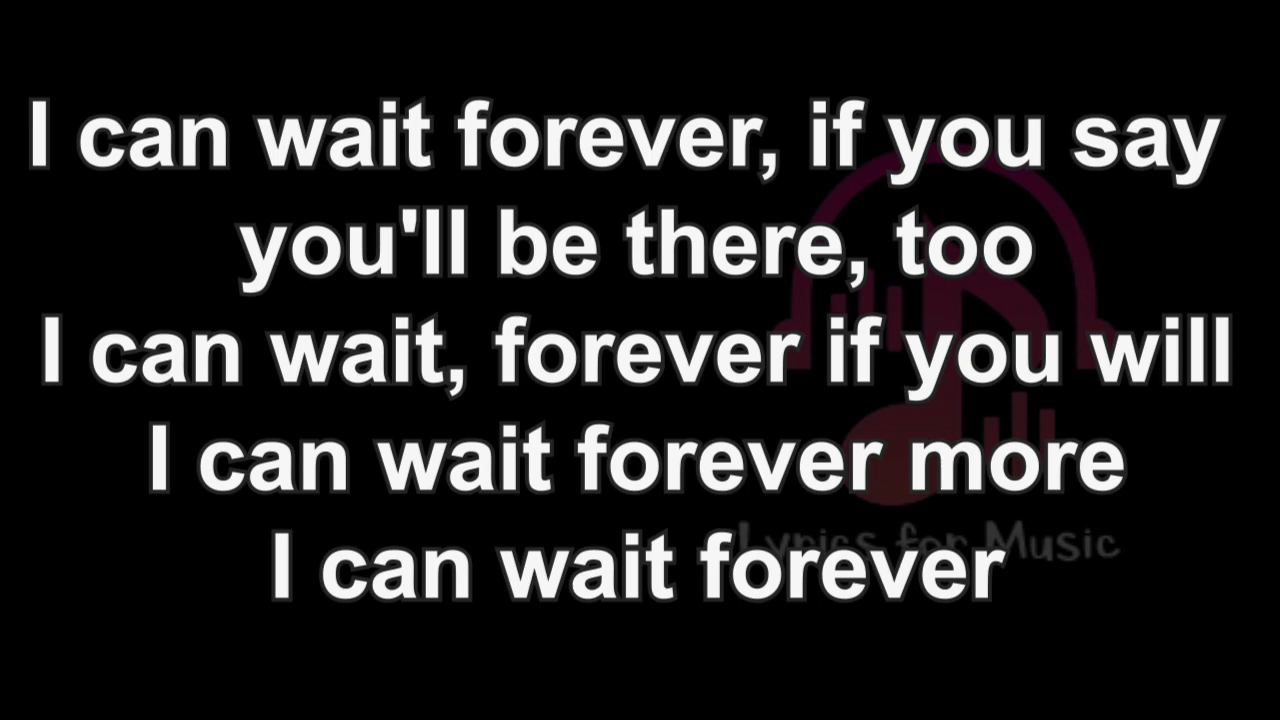 I can wait forever, if you say
you'll be there, too
I can wait, forever if you will
I can wait forever more
I can wait forever
Lyrics for Music